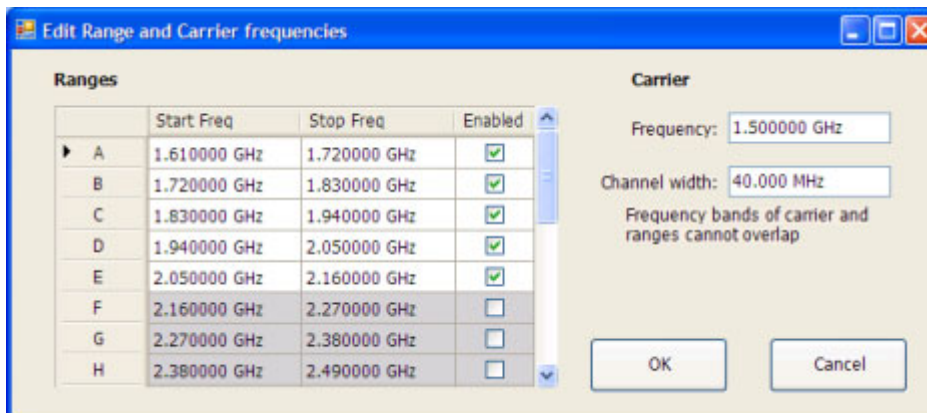 Edit Range and Carrier frequencies
Ranges
Start Freq Stop Freq Enabled
A 1.610000 GHz 1.720000 GHz
B 1.720000 GHz 1.830000 GHz
C 1.830000 GHz 1.940000 GHz
D 1.940000 GHz 2.050000 GHz
E 2.050000 GHz 2.160000 GHz
F 2.160000 GHz 2.270000 GHz
G 2.270000 GHz 2.380000 GHz
H 2.380000 GHz 2.490000 GHz
Carrier
Frequency: 1.500000 GHz
Channel width: 40.000 MHz
Frequency bands of carrier and
ranges cannot overlap
OK Cancel